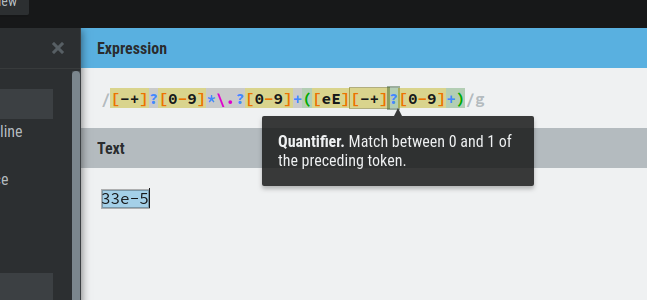 ew
×
Expression
/[-+]?[0-9]*\.?[0-9]+([eE][-+]?[0-9]+)/g
line
Quantifier. Match between 0 and 1 of
the preceding token.
Text
ce
33e-5